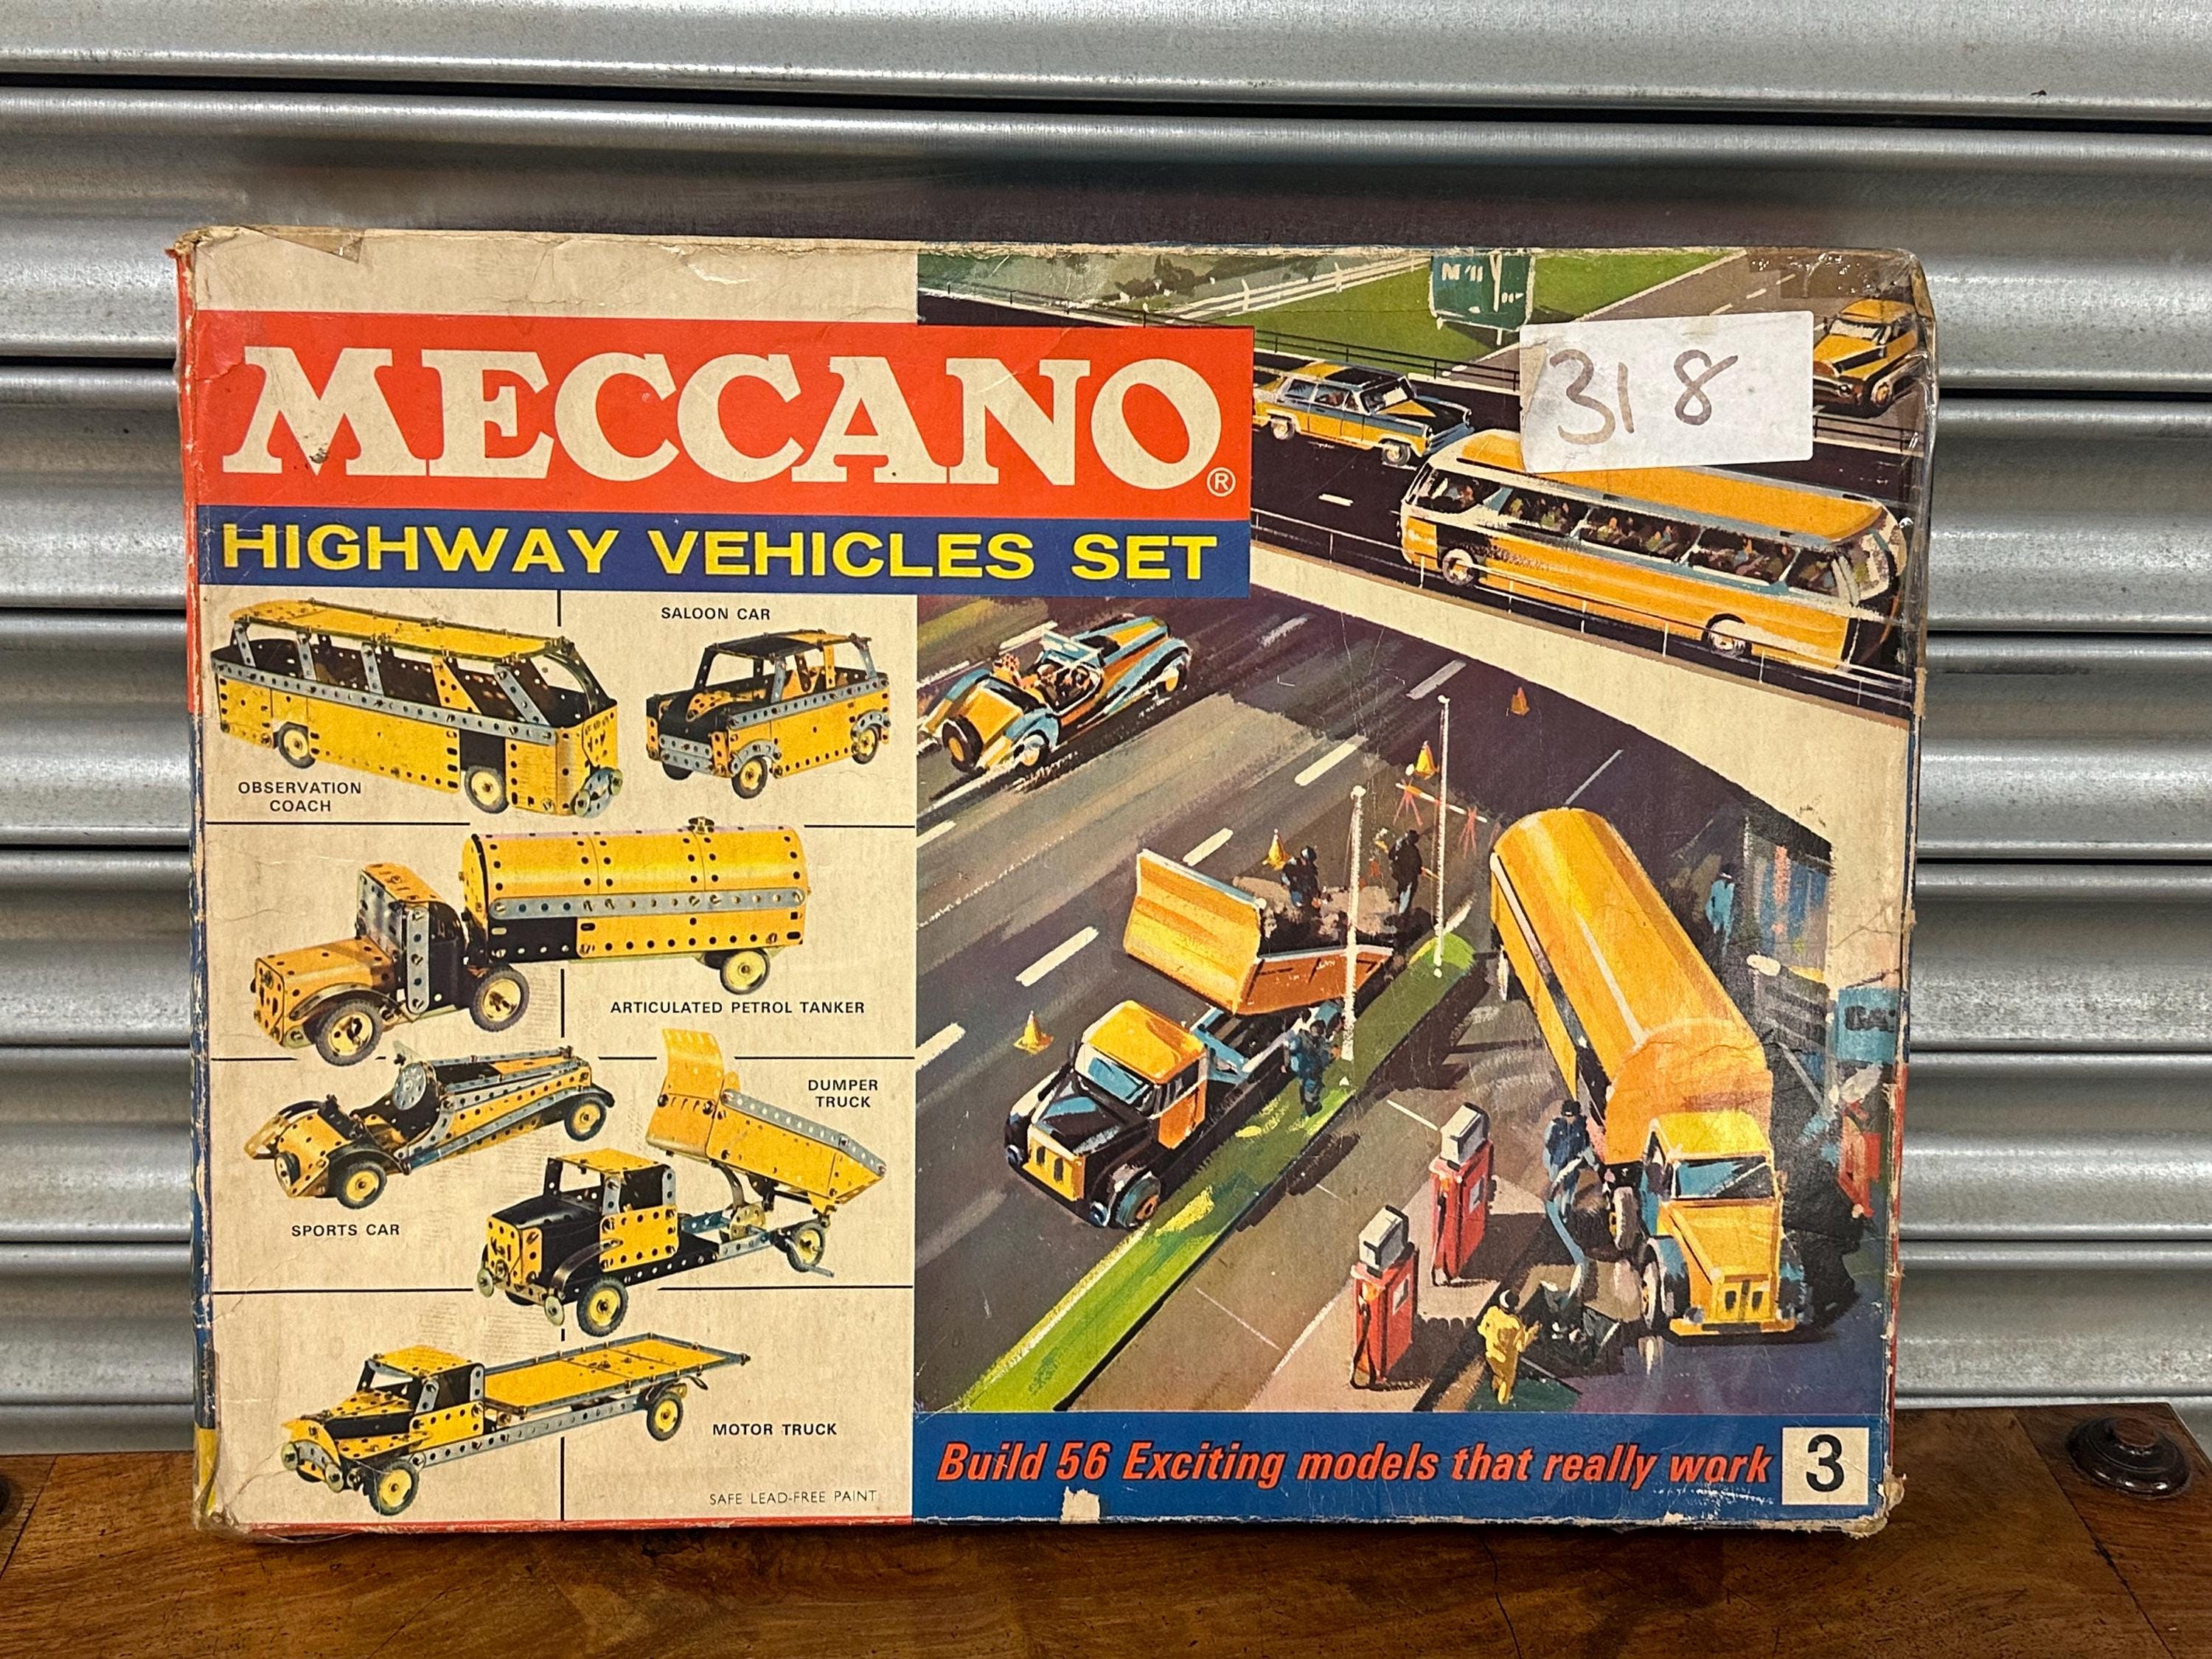 MECCANO®
HIGHWAY VEHICLES SET
318
SALOON CAR
OBSERVATION
COACH
ARTICULATED PETROL TANKER
DUMPER
TRUCK
SPORTS CAR
MOTOR TRUCK
SAFE LEAD-FREE PAINT
Build 56 Exciting models that really work
3